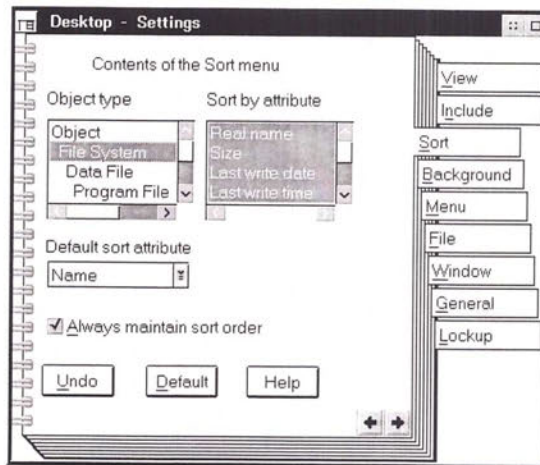 Desktop - Settings
Contents of the Sort menu
Object type
Sort by attribute
Object
File System
Data File
Program File
Real name
Size
Last write date
Last write time
Default sort attribute
Name
Always maintain sort order
Undo
Default
Help
View
Include
Sort
Background
Menu
File
Window
General
Lockup